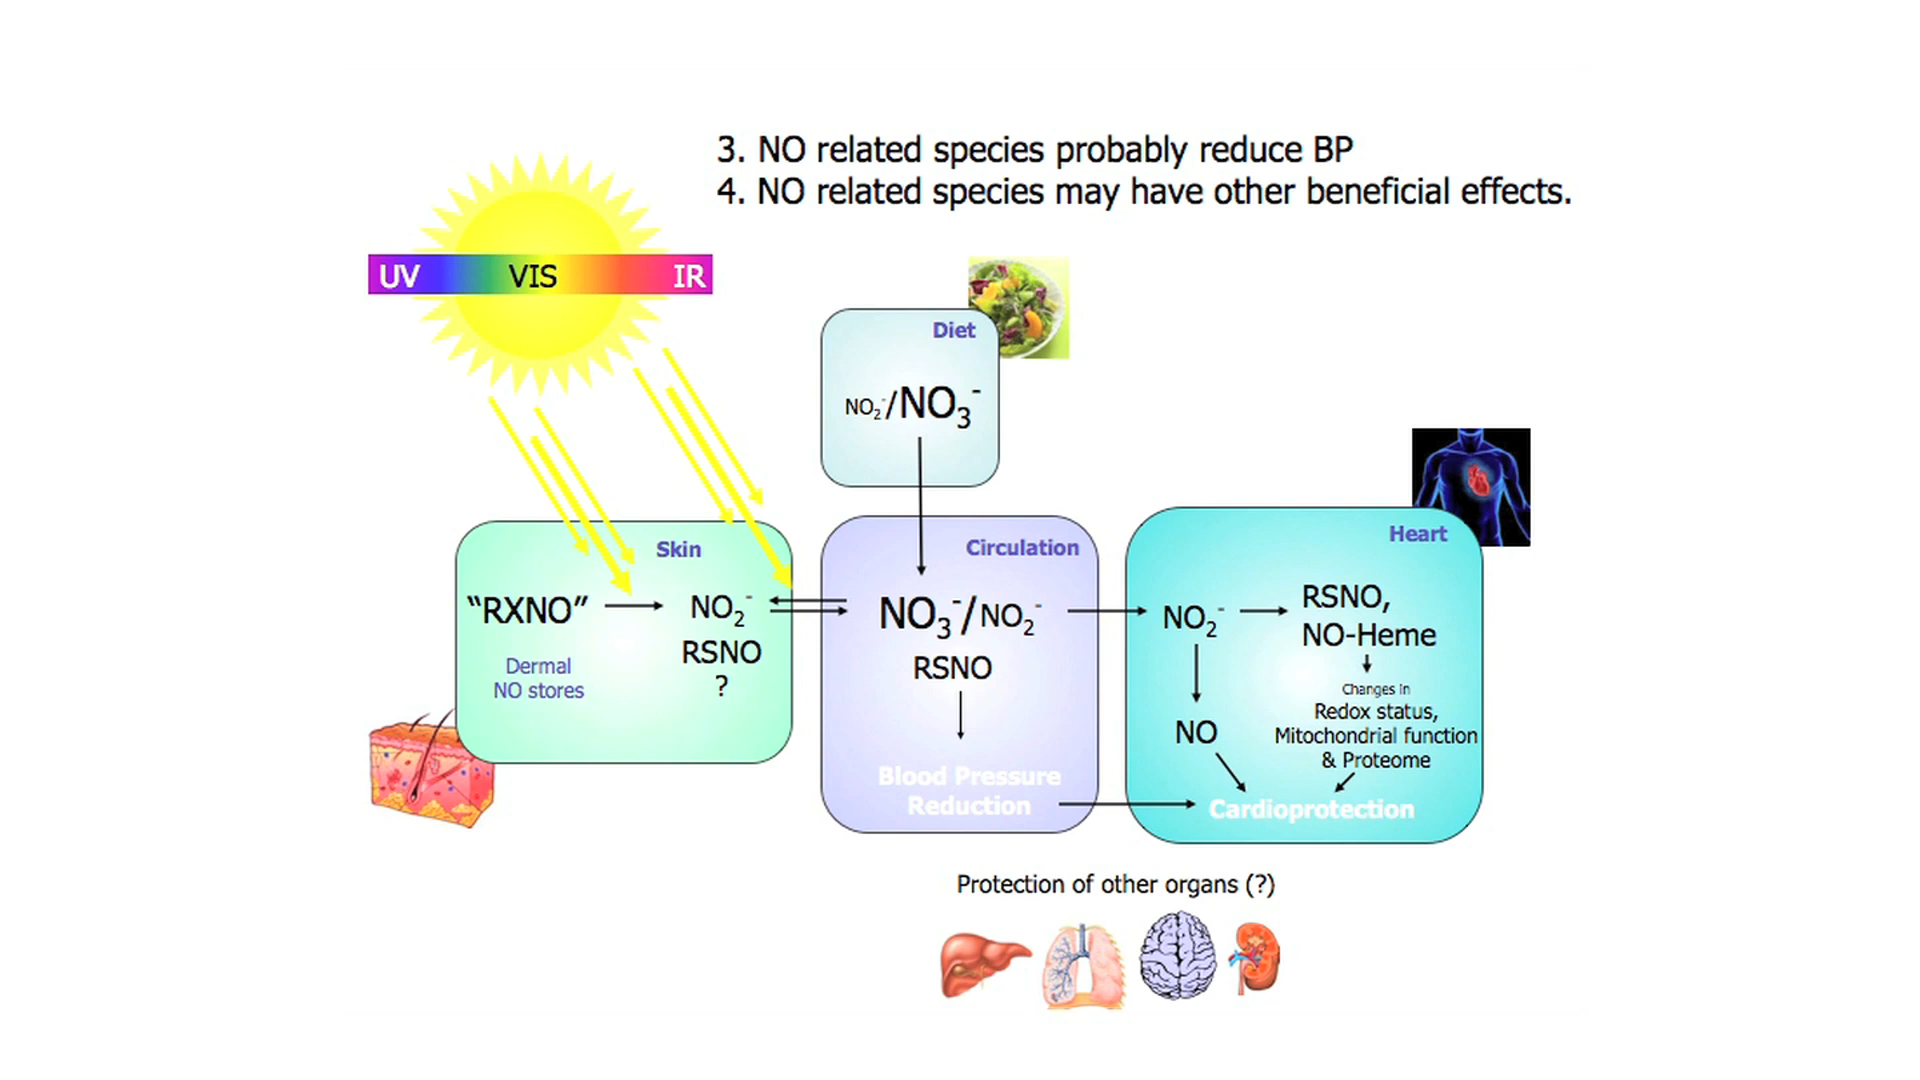 3. NO related species probably reduce BP
4. NO related species may have other beneficial effects.
UV VIS IR
Diet
NO₂⁻/NO₃⁻
Skin
“RXNO”
Dermal
NO stores
NO₂⁻
RSNO
?
Circulation
NO₃⁻/NO₂⁻
RSNO
Blood Pressure
Reduction
Heart
NO₂⁻
NO
RSNO,
NO-Heme
Changes in
Redox status,
Mitochondrial function
& Proteome
Cardioprotection
Protection of other organs (?)